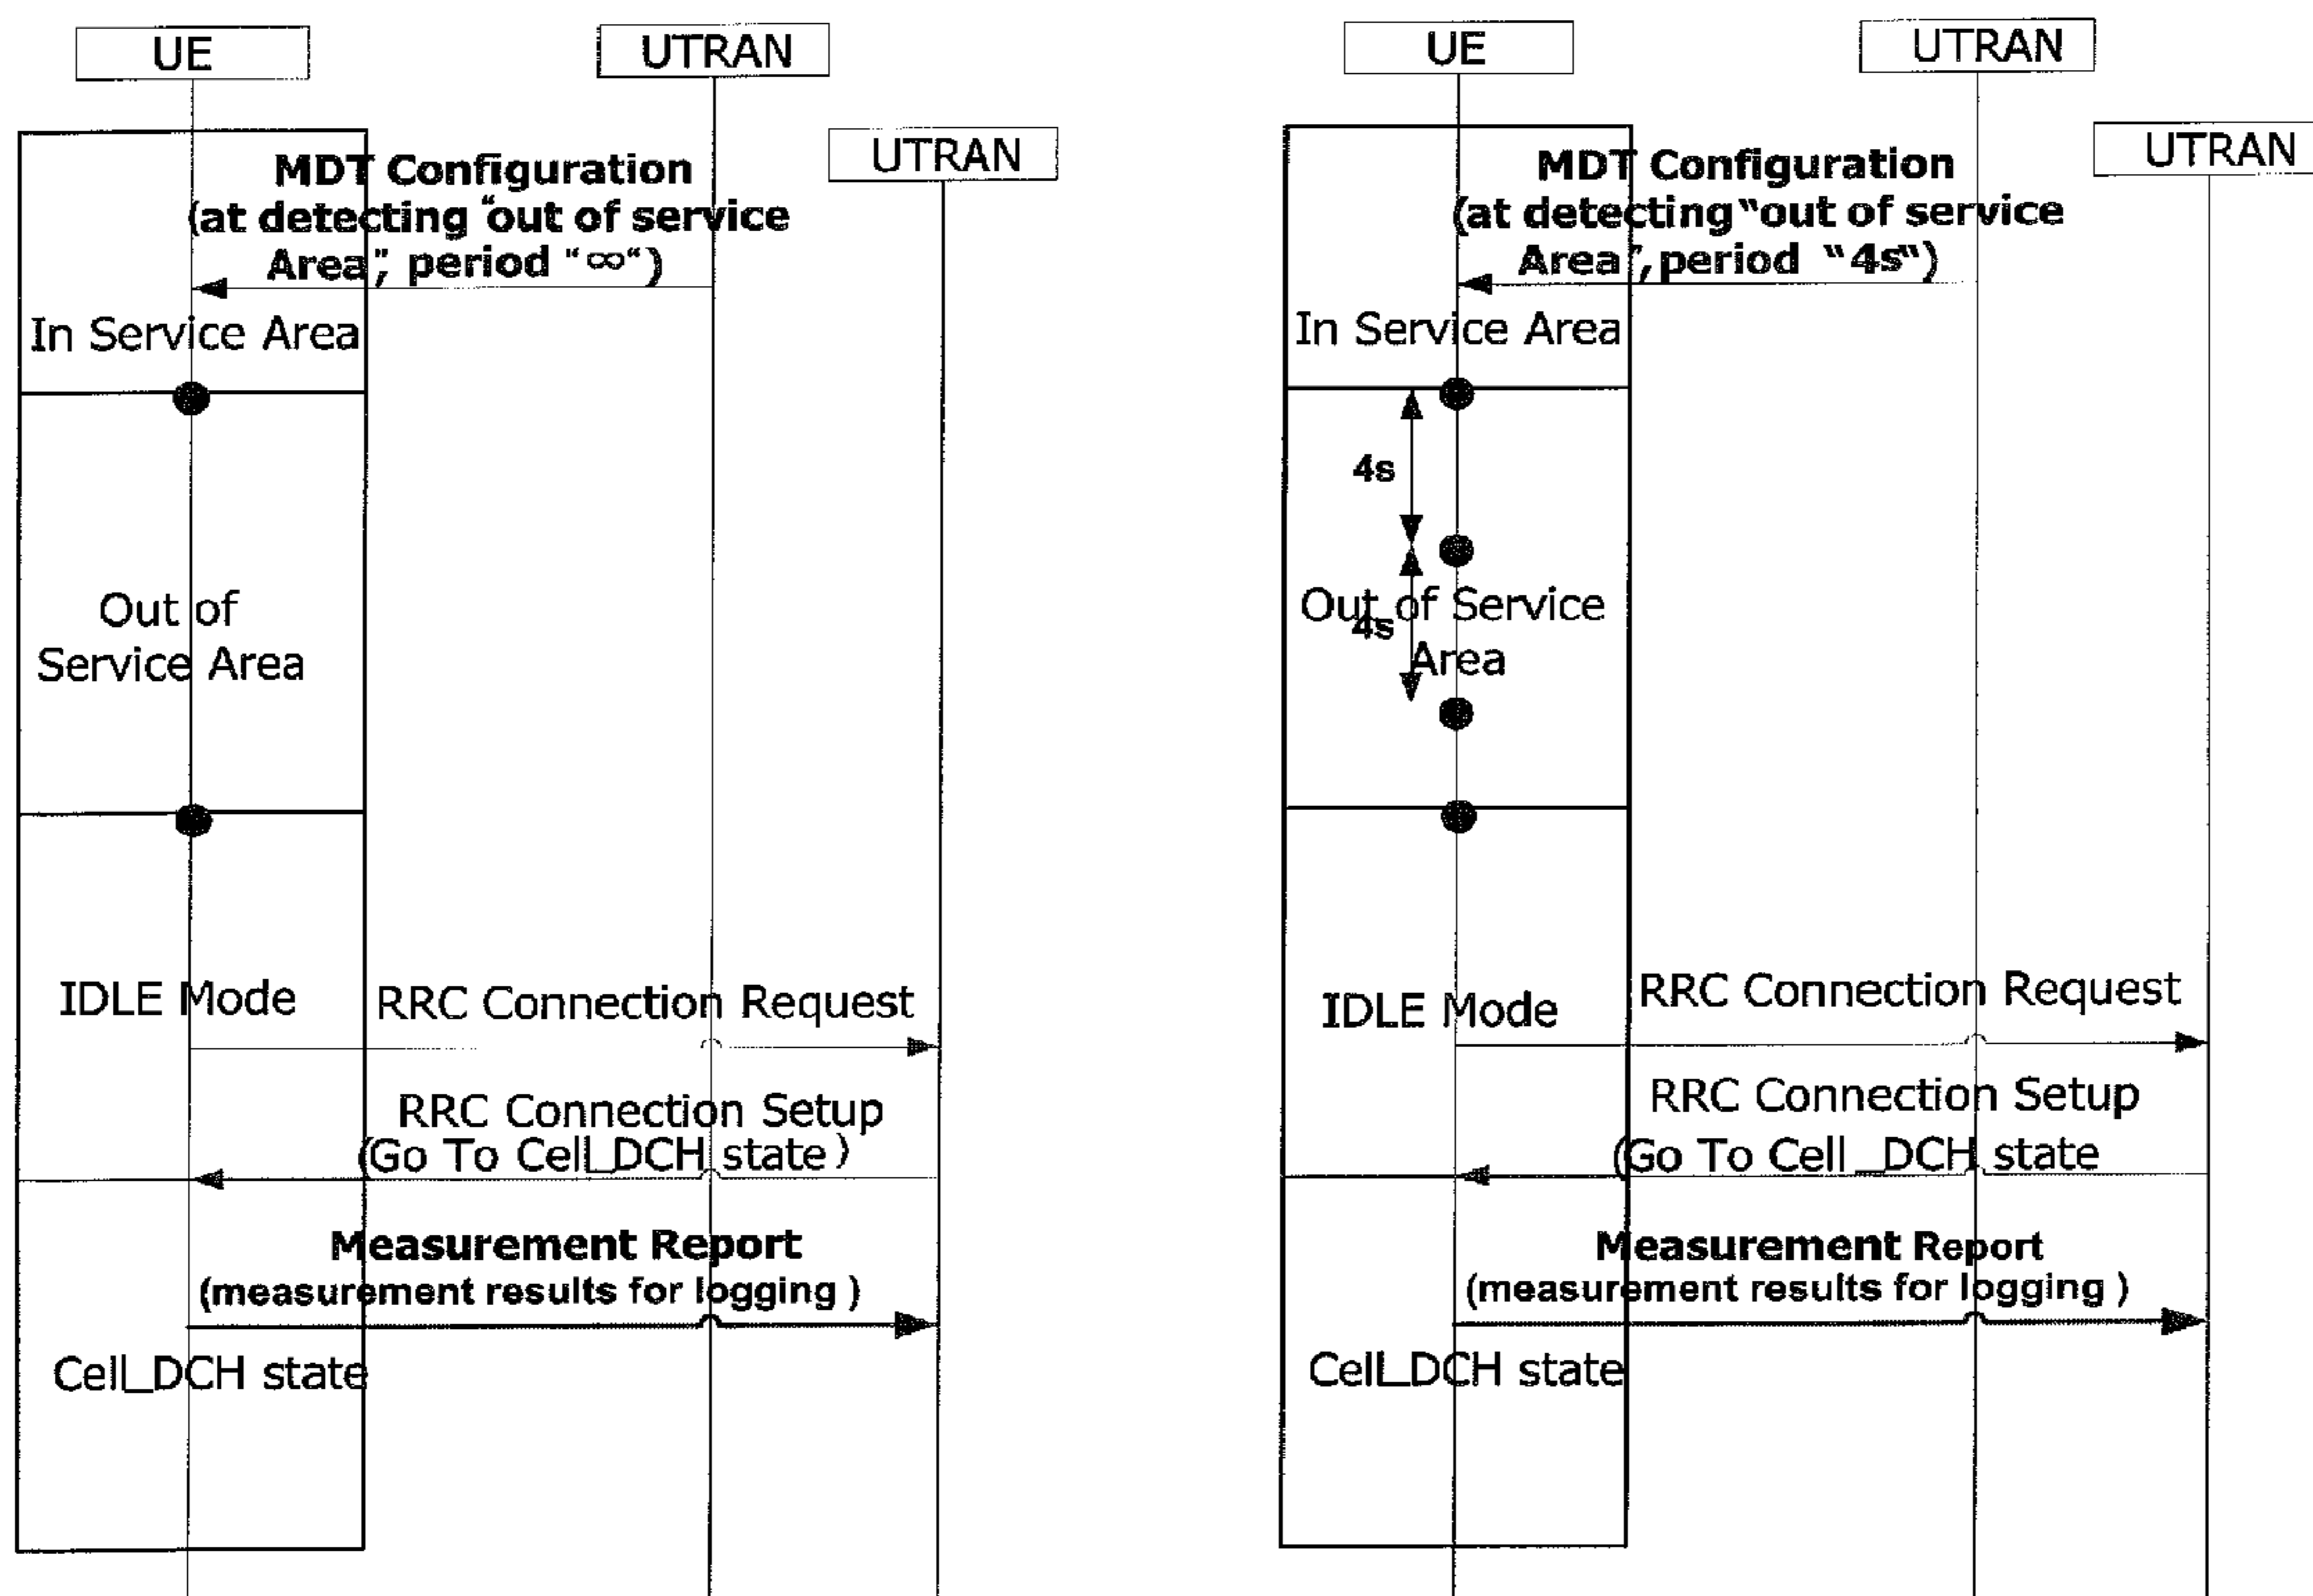 UE
UTRAN
UTRAN
MDT Configuration
(at detecting “out of service
Area”, period “∞“)
In Service Area
Out of
Service Area
IDLE Mode
RRC Connection Request
RRC Connection Setup
(Go To Cell_DCH state)
Measurement Report
(measurement results for logging )
Cell_DCH state
UE
UTRAN
UTRAN
MDT Configuration
(at detecting “out of service
Area”, period “4s“)
In Service Area
4s
Out of Service
4s
Area
IDLE Mode
RRC Connection Request
RRC Connection Setup
(Go To Cell _DCH state
Measurement Report
(measurement results for logging )
Cell_DCH state